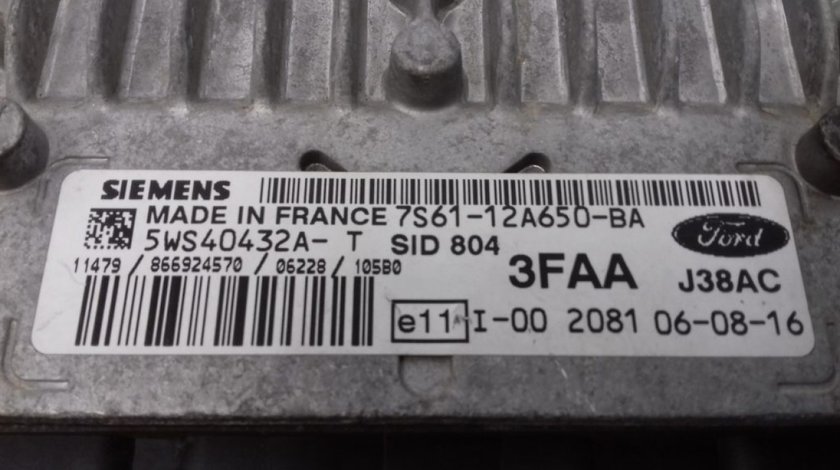 SIEMENS
MADE IN FRANCE 7S61-12A650-BA
5WS40432A- T SID 804
Ford
11479 / 866924570 / 06228 / 105B0
3FAA J38AC
e11 I-00 2081 06-08-16